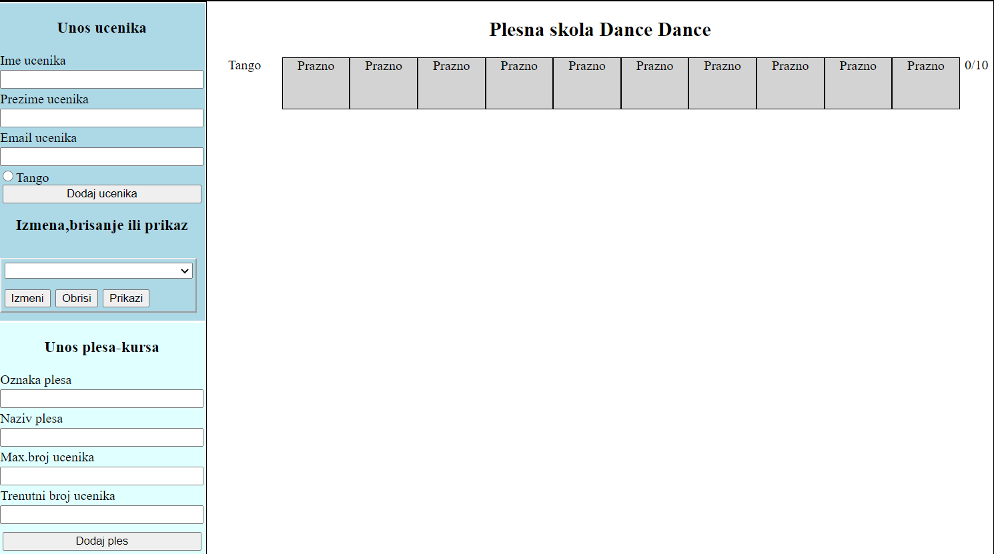 Unos ucenika
Ime ucenika
Prezime ucenika
Email ucenika
Tango
Dodaj ucenika
Izmena,brisanje ili prikaz
Izmeni Obrisi Prikazi
Unos plesa-kursa
Oznaka plesa
Naziv plesa
Max.broj ucenika
Trenutni broj ucenika
Dodaj ples
Plesna skola Dance Dance
Tango Prazno Prazno Prazno Prazno Prazno Prazno Prazno Prazno Prazno Prazno 0/10